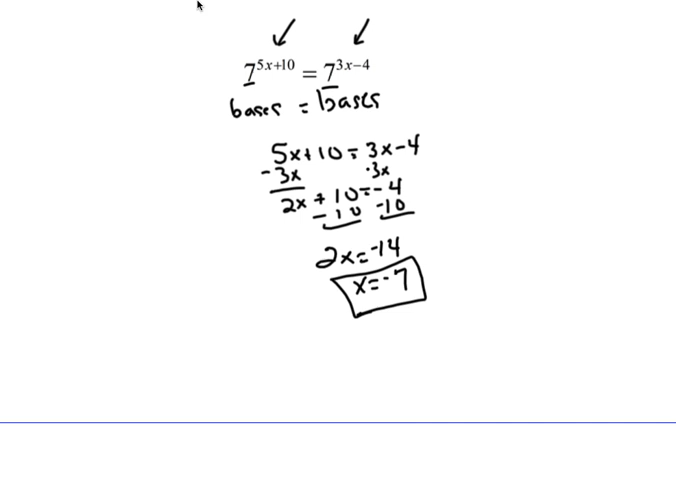 7^{5x+10} = 7^{3x-4}
bases = bases
5x+10 = 3x-4
-3x -3x
2x + 10 = -4
-10 -10
2x = -14
x = -7